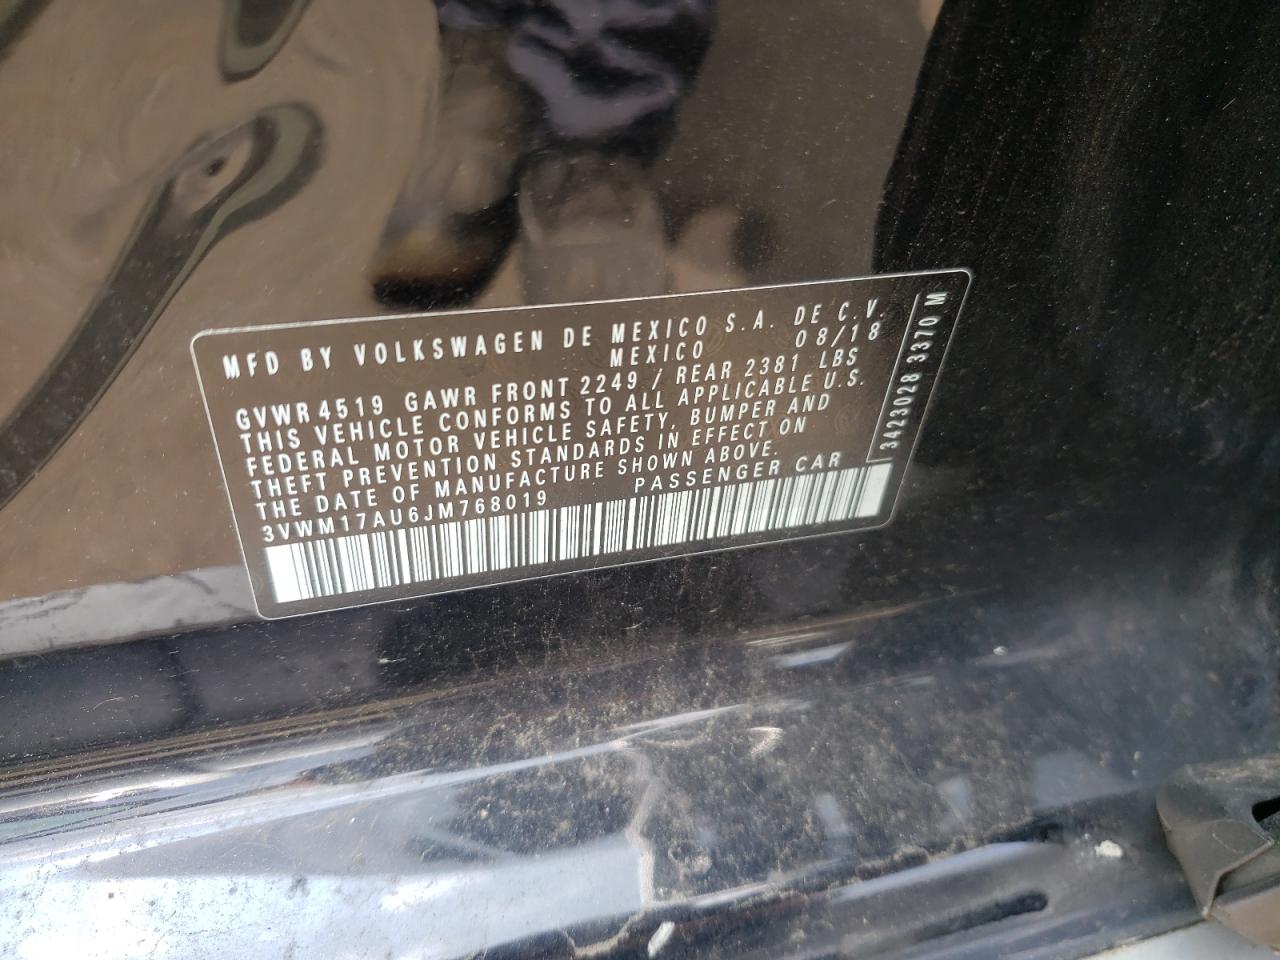 MFD BY VOLKSWAGEN DE MEXICO S.A. DE C.V.
MEXICO 08/18
GVWR 4519 GAWR FRONT 2249 / REAR 2381 LBS
THIS VEHICLE CONFORMS TO ALL APPLICABLE U.S.
FEDERAL MOTOR VEHICLE SAFETY, BUMPER AND
THEFT PREVENTION STANDARDS IN EFFECT ON
THE DATE OF MANUFACTURE SHOWN ABOVE.
3VWM17AU6JM768019 PASSENGER CAR
3423028 3370 M